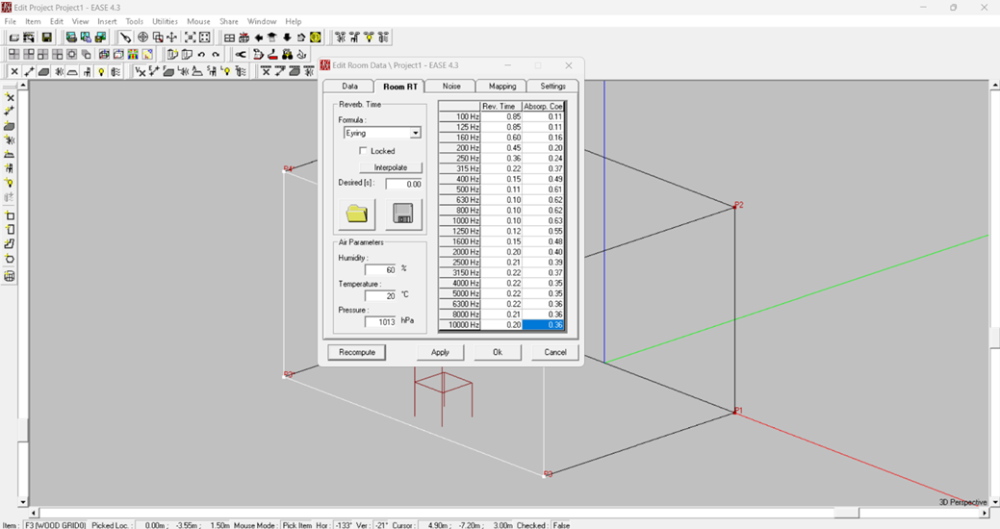 Edit Project Project1 - EASE 4.3
File Item Edit View Insert Tools Utilities Mouse Share Window Help
Edit Room Data \ Project1 - EASE 4.3
Data Room RT Noise Mapping Settings
Reverb. Time
Formula :
Eyring
Locked
Interpolate
Desired [s] : 0.00
Air Parameters
Humidity :
60 %
Temperature :
20 °C
Pressure :
1013 hPa
Rev. Time Absorp. Coe
100 Hz 0.85 0.11
125 Hz 0.85 0.11
160 Hz 0.60 0.16
200 Hz 0.45 0.20
250 Hz 0.36 0.24
315 Hz 0.22 0.37
400 Hz 0.15 0.49
500 Hz 0.11 0.61
630 Hz 0.10 0.62
800 Hz 0.10 0.62
1000 Hz 0.10 0.63
1250 Hz 0.12 0.55
1600 Hz 0.15 0.48
2000 Hz 0.20 0.40
2500 Hz 0.21 0.39
3150 Hz 0.22 0.37
4000 Hz 0.22 0.35
5000 Hz 0.22 0.35
6300 Hz 0.22 0.36
8000 Hz 0.21 0.36
10000 Hz 0.20 0.36
Recompute Apply Ok Cancel
P2
P1
3D Perspective
Item : F3 (WOOD GRIDO) Picked Loc. : 0.00m ; -3.55m ; 1.50m Mouse Mode : Pick Item Hor : -133° Ver : -21° Cursor : 4.90m ; -7.20m ; 3.00m Checked : False